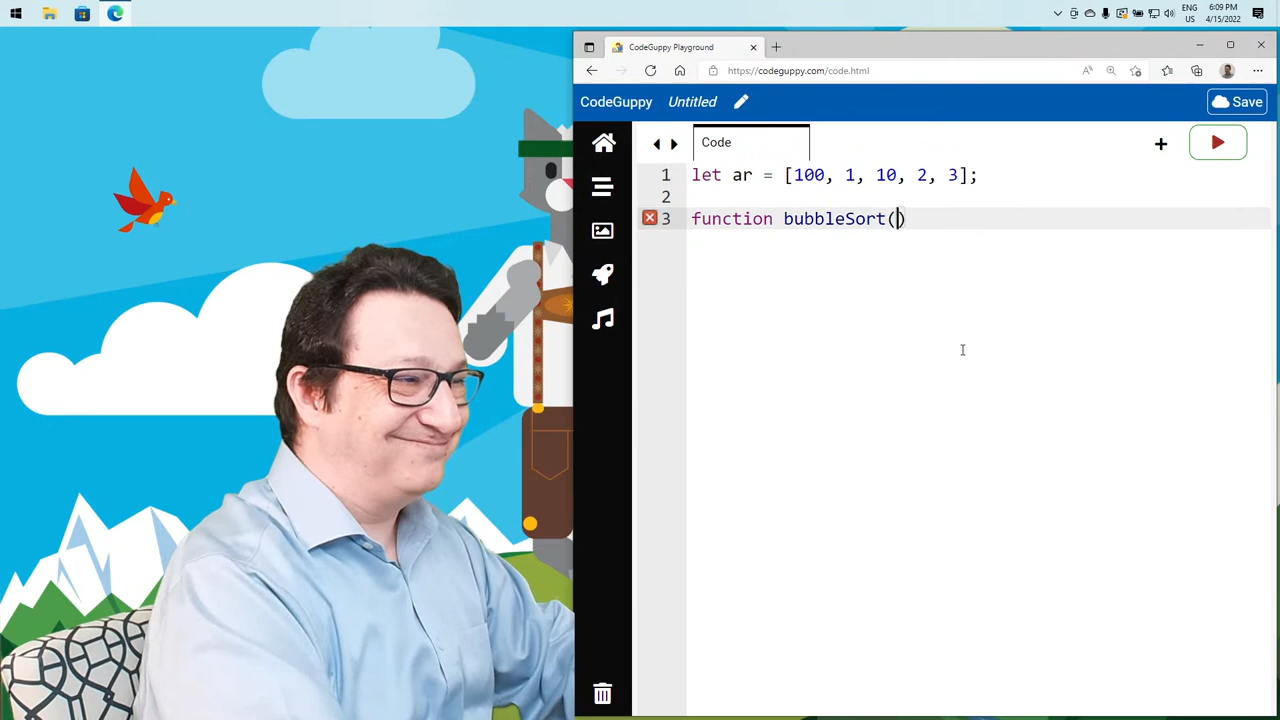 ENG
US
6:09 PM
4/15/2022
CodeGuppy Playground
https://codeguppy.com/code.html
CodeGuppy
Untitled
Save
Code
1 let ar = [100, 1, 10, 2, 3];
2
3 function bubbleSort()